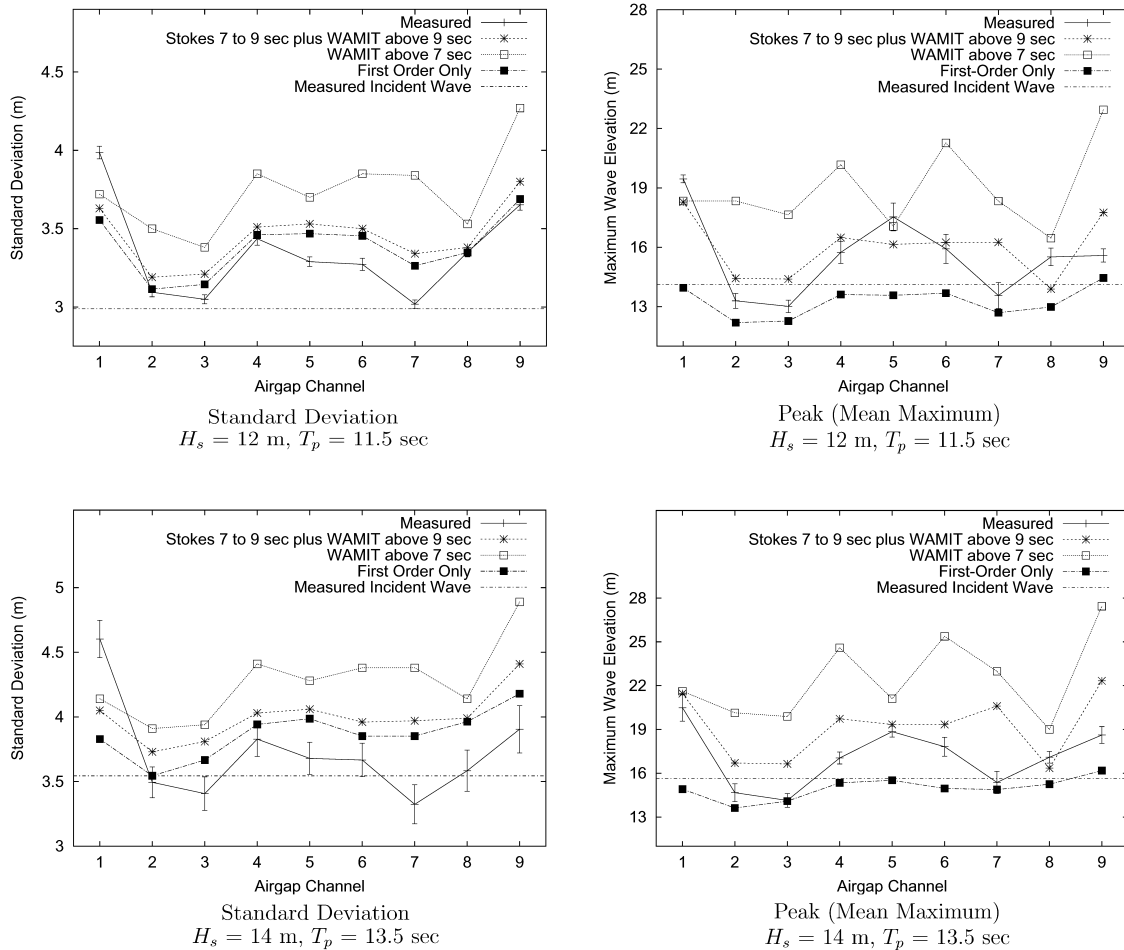 Measured
Stokes 7 to 9 sec plus WAMIT above 9 sec
WAMIT above 7 sec
First Order Only
Measured Incident Wave
4.5
4
3.5
3
Standard Deviation (m)
1 2 3 4 5 6 7 8 9
Airgap Channel
Standard Deviation
H_s = 12 m, T_p = 11.5 sec
28
25
22
19
16
13
Maximum Wave Elevation (m)
Measured
Stokes 7 to 9 sec plus WAMIT above 9 sec
WAMIT above 7 sec
First-Order Only
Measured Incident Wave
1 2 3 4 5 6 7 8 9
Airgap Channel
Peak (Mean Maximum)
H_s = 12 m, T_p = 11.5 sec
Measured
Stokes 7 to 9 sec plus WAMIT above 9 sec
WAMIT above 7 sec
First Order Only
Measured Incident Wave
5
4.5
4
3.5
3
Standard Deviation (m)
1 2 3 4 5 6 7 8 9
Airgap Channel
Standard Deviation
H_s = 14 m, T_p = 13.5 sec
Measured
Stokes 7 to 9 sec plus WAMIT above 9 sec
WAMIT above 7 sec
First-Order Only
Measured Incident Wave
28
25
22
19
16
13
Maximum Wave Elevation (m)
1 2 3 4 5 6 7 8 9
Airgap Channel
Peak (Mean Maximum)
H_s = 14 m, T_p = 13.5 sec